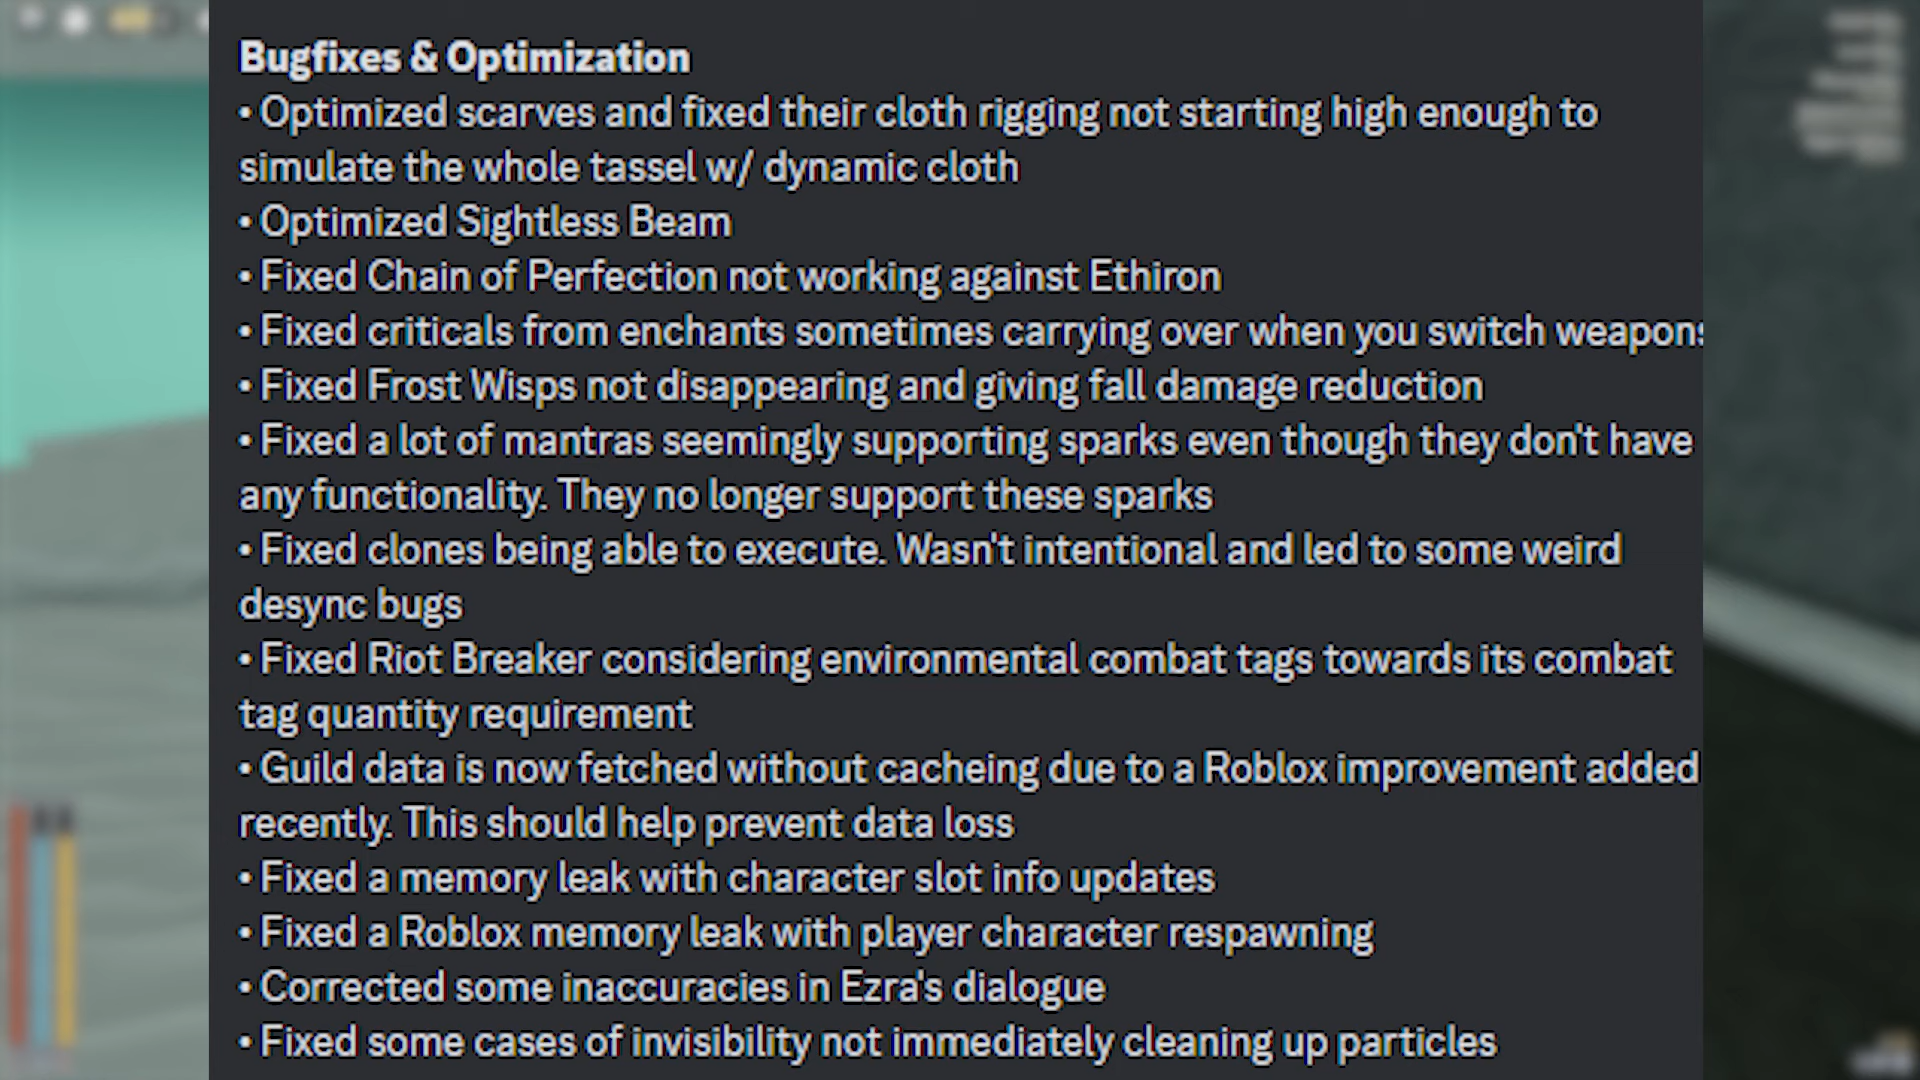 Bugfixes & Optimization
• Optimized scarves and fixed their cloth rigging not starting high enough to
simulate the whole tassel w/ dynamic cloth
• Optimized Sightless Beam
• Fixed Chain of Perfection not working against Ethiron
• Fixed criticals from enchants sometimes carrying over when you switch weapons
• Fixed Frost Wisps not disappearing and giving fall damage reduction
• Fixed a lot of mantras seemingly supporting sparks even though they don't have
any functionality. They no longer support these sparks
• Fixed clones being able to execute. Wasn't intentional and led to some weird
desync bugs
• Fixed Riot Breaker considering environmental combat tags towards its combat
tag quantity requirement
• Guild data is now fetched without cacheing due to a Roblox improvement added
recently. This should help prevent data loss
• Fixed a memory leak with character slot info updates
• Fixed a Roblox memory leak with player character respawning
• Corrected some inaccuracies in Ezra's dialogue
• Fixed some cases of invisibility not immediately cleaning up particles